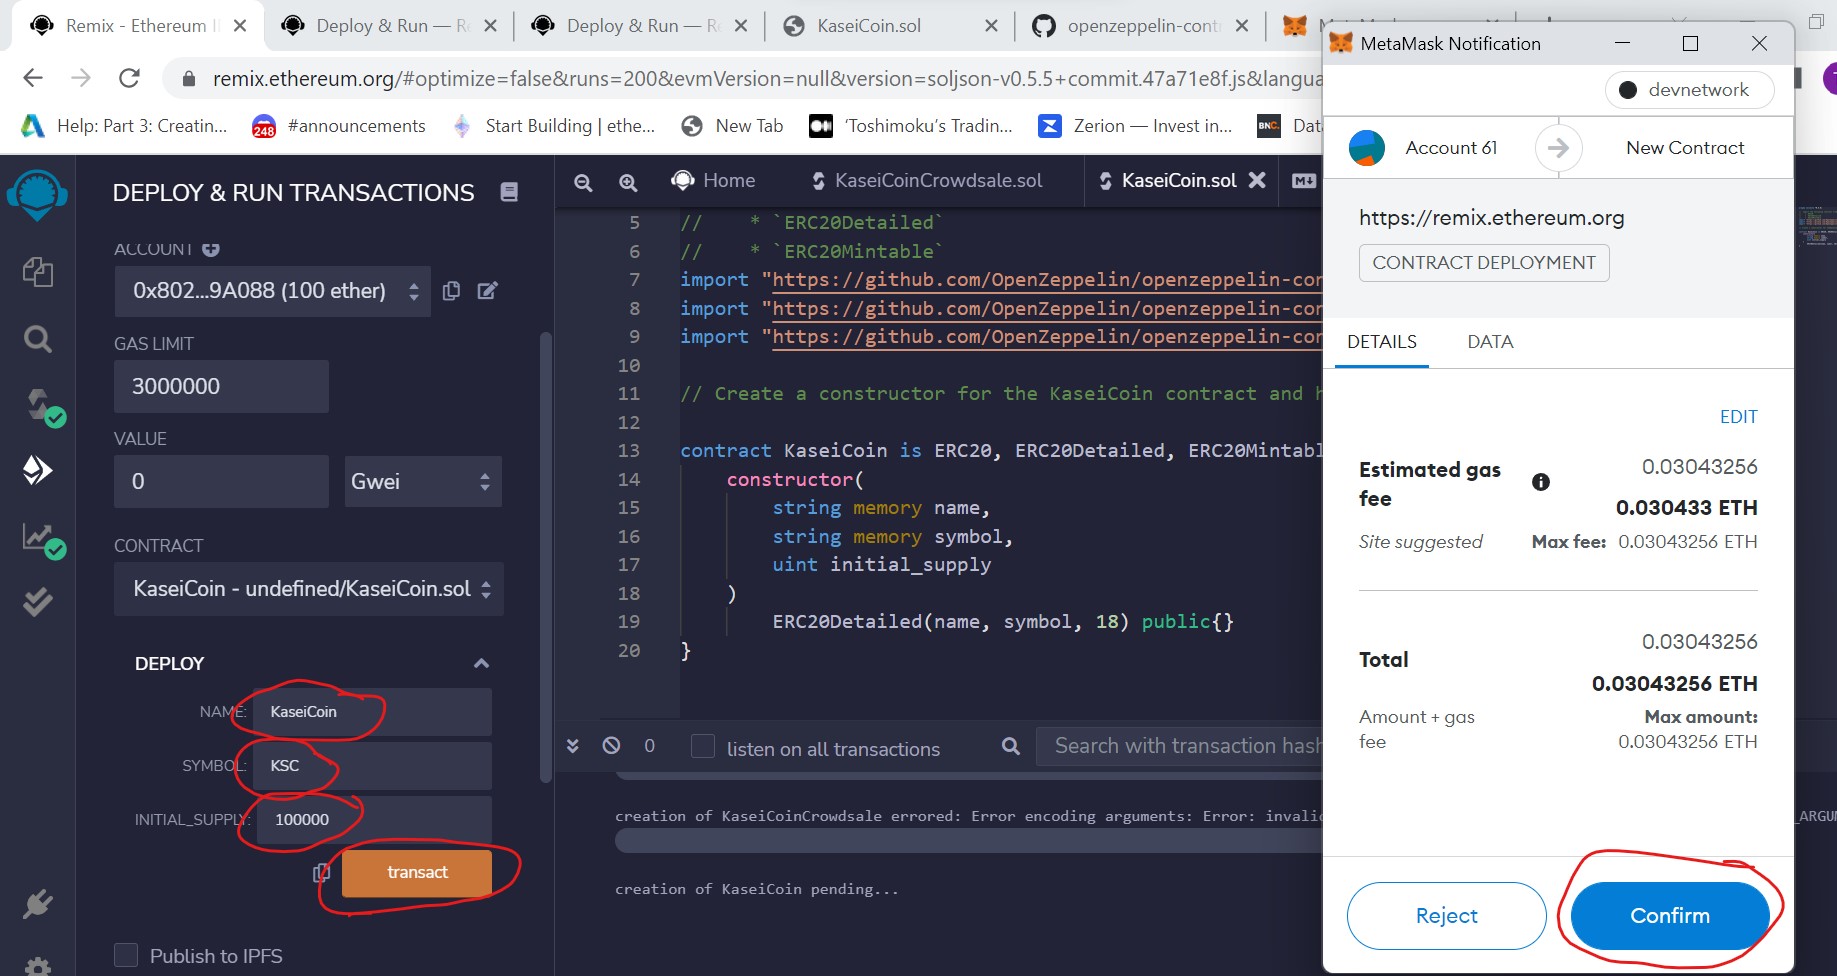 Remix - Ethereum I
Deploy & Run — Re
Deploy & Run — Re
KaseiCoin.sol
openzeppelin-contr
remix.ethereum.org/#optimize=false&runs=200&evmVersion=null&version=soljson-v0.5.5+commit.47a71e8f.js&langua
Help: Part 3: Creatin...
248
#announcements
Start Building | ethe...
New Tab
‘Toshimoku’s Tradin...
Zerion — Invest in...
BNC.
Dat
DEPLOY & RUN TRANSACTIONS
ACCOUNT
0x802...9A088 (100 ether)
GAS LIMIT
3000000
VALUE
0
Gwei
CONTRACT
KaseiCoin - undefined/KaseiCoin.sol
DEPLOY
NAME:
KaseiCoin
SYMBOL:
KSC
INITIAL_SUPPLY:
100000
transact
Publish to IPFS
Home
KaseiCoinCrowdsale.sol
KaseiCoin.sol
5 // * `ERC20Detailed`
6 // * `ERC20Mintable`
7 import "https://github.com/OpenZeppelin/openzeppelin-con
8 import "https://github.com/OpenZeppelin/openzeppelin-con
9 import "https://github.com/OpenZeppelin/openzeppelin-con
10
11 // Create a constructor for the KaseiCoin contract and h
12
13 contract KaseiCoin is ERC20, ERC20Detailed, ERC20Mintabl
14 constructor(
15 string memory name,
16 string memory symbol,
17 uint initial_supply
18 )
19 ERC20Detailed(name, symbol, 18) public{}
20 }
0
listen on all transactions
Search with transaction hash
creation of KaseiCoinCrowdsale errored: Error encoding arguments: Error: invalid
_ARGUM
creation of KaseiCoin pending...
MetaMask Notification
devnetwork
Account 61
New Contract
https://remix.ethereum.org
CONTRACT DEPLOYMENT
DETAILS
DATA
EDIT
Estimated gas fee
0.03043256
0.030433 ETH
Site suggested
Max fee: 0.03043256 ETH
Total
0.03043256
0.03043256 ETH
Amount + gas fee
Max amount:
0.03043256 ETH
Reject
Confirm